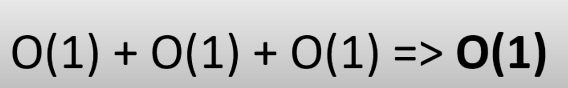 O(1) + O(1) + O(1) => O(1)